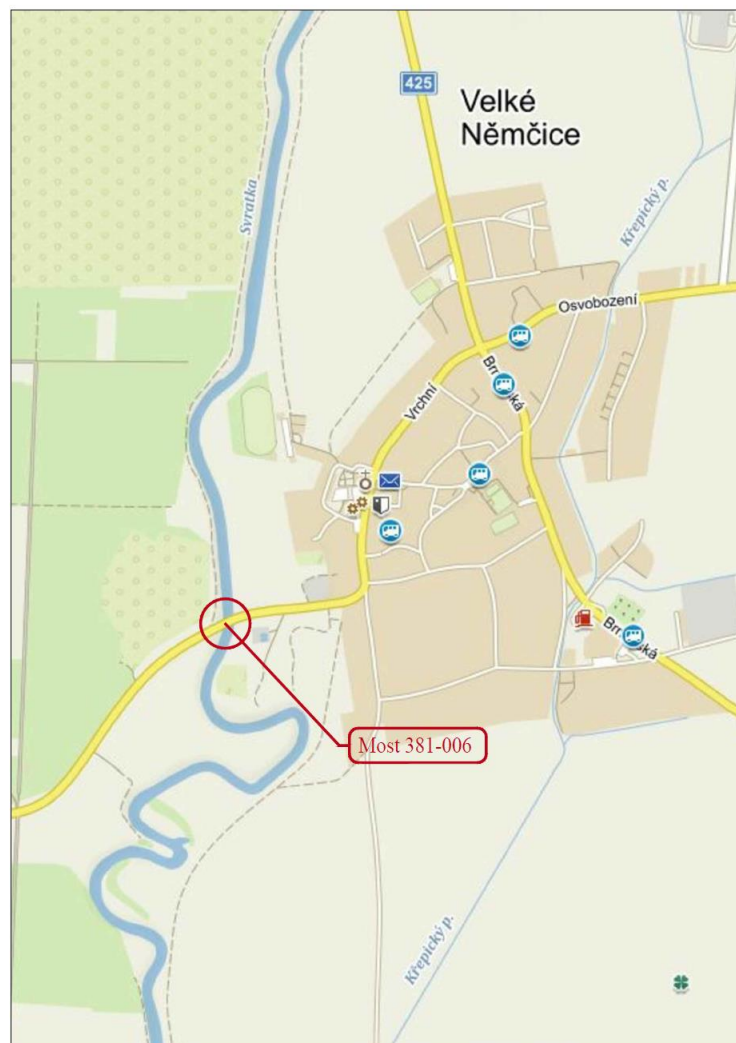 425
Velké
Němčice
Svratka
Křepický p.
Osvobození
Vrchní
Most 381-006
Křepický p.